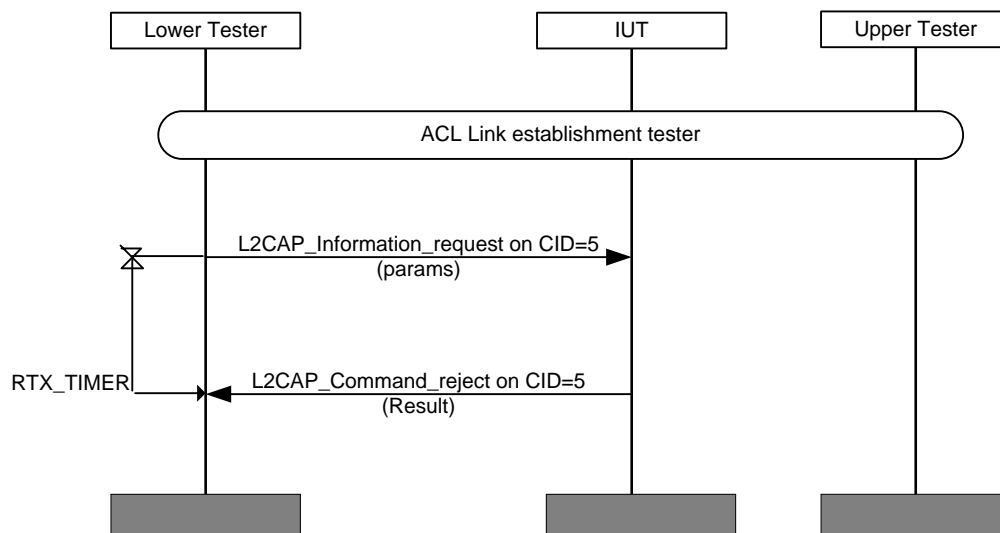 Lower Tester
IUT
Upper Tester
ACL Link establishment tester
L2CAP_Information_request on CID=5
(params)
RTX_TIMER
L2CAP_Command_reject on CID=5
(Result)